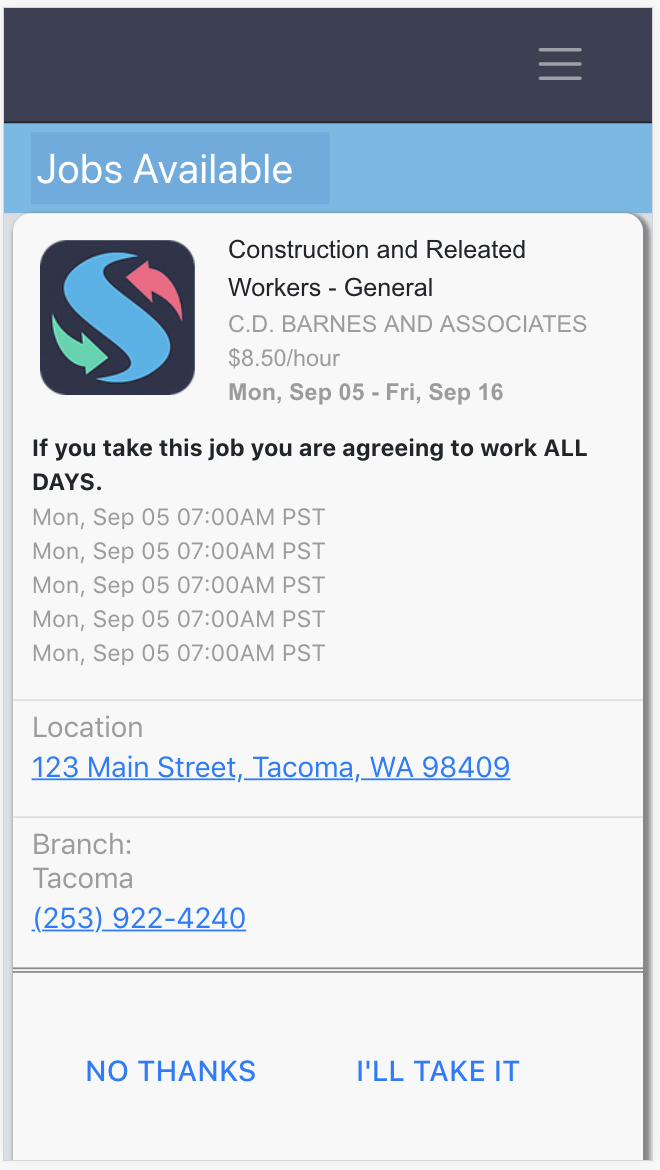 Jobs Available
Construction and Releated
Workers - General
C.D. BARNES AND ASSOCIATES
$8.50/hour
Mon, Sep 05 - Fri, Sep 16
If you take this job you are agreeing to work ALL
DAYS.
Mon, Sep 05 07:00AM PST
Mon, Sep 05 07:00AM PST
Mon, Sep 05 07:00AM PST
Mon, Sep 05 07:00AM PST
Mon, Sep 05 07:00AM PST
Location
123 Main Street, Tacoma, WA 98409
Branch:
Tacoma
(253) 922-4240
NO THANKS
I'LL TAKE IT